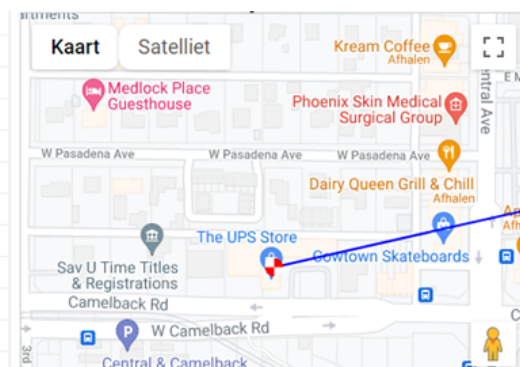 Kaart
Satelliet
Kream Coffee
Afhalen
Medlock Place
Guesthouse
Phoenix Skin Medical
Surgical Group
W Pasadena Ave
W Pasadena Ave
W Pasadena Ave
Dairy Queen Grill & Chill
Afhalen
The UPS Store
Cowtown Skateboards
Sav U Time Titles
& Registrations
Camelback Rd
W Camelback Rd
P
Central & Camelback
3rd